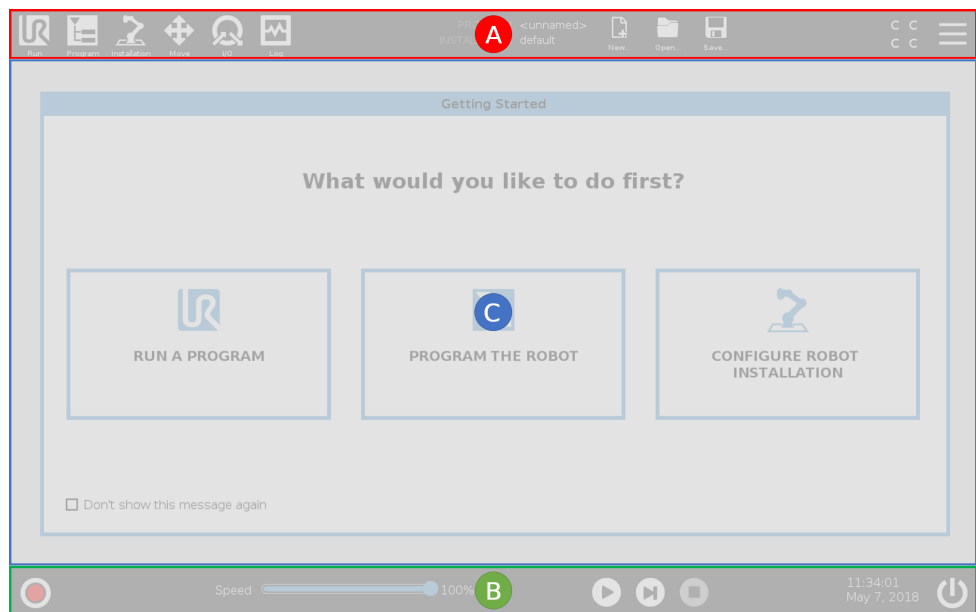 Run
Program
Installation
Move
I/O
Log
A
<unnamed>
default
New...
Open...
Save...
C C
C C
Getting Started
What would you like to do first?
UR
RUN A PROGRAM
C
PROGRAM THE ROBOT
CONFIGURE ROBOT
INSTALLATION
Don't show this message again
Speed
100%
B
11:34:01
May 7, 2018